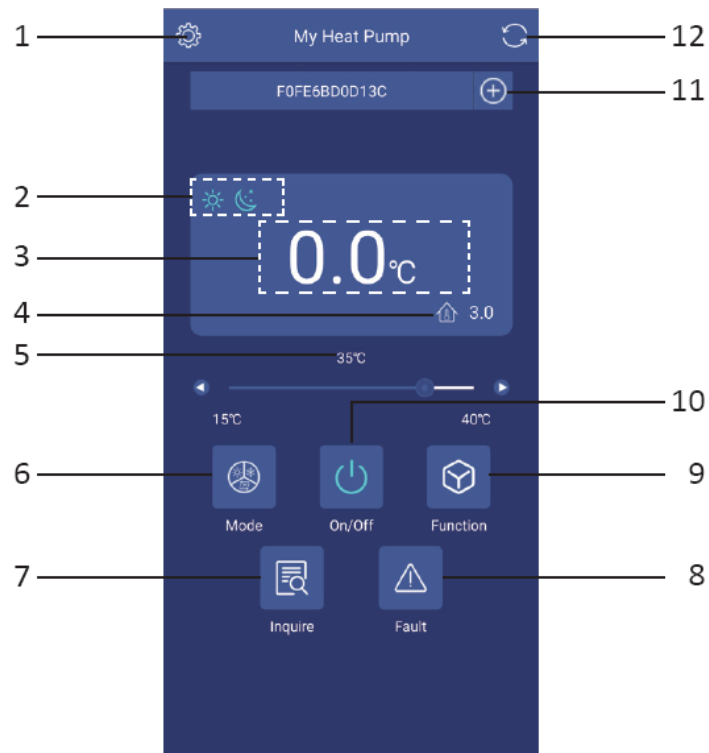 1 My Heat Pump 12
F0FE6BD0D13C 11
2
3 0.0℃
4 3.0
5 35℃
10
15℃ 40℃
6 9
Mode On/Off Function
7 8
Inquire Fault